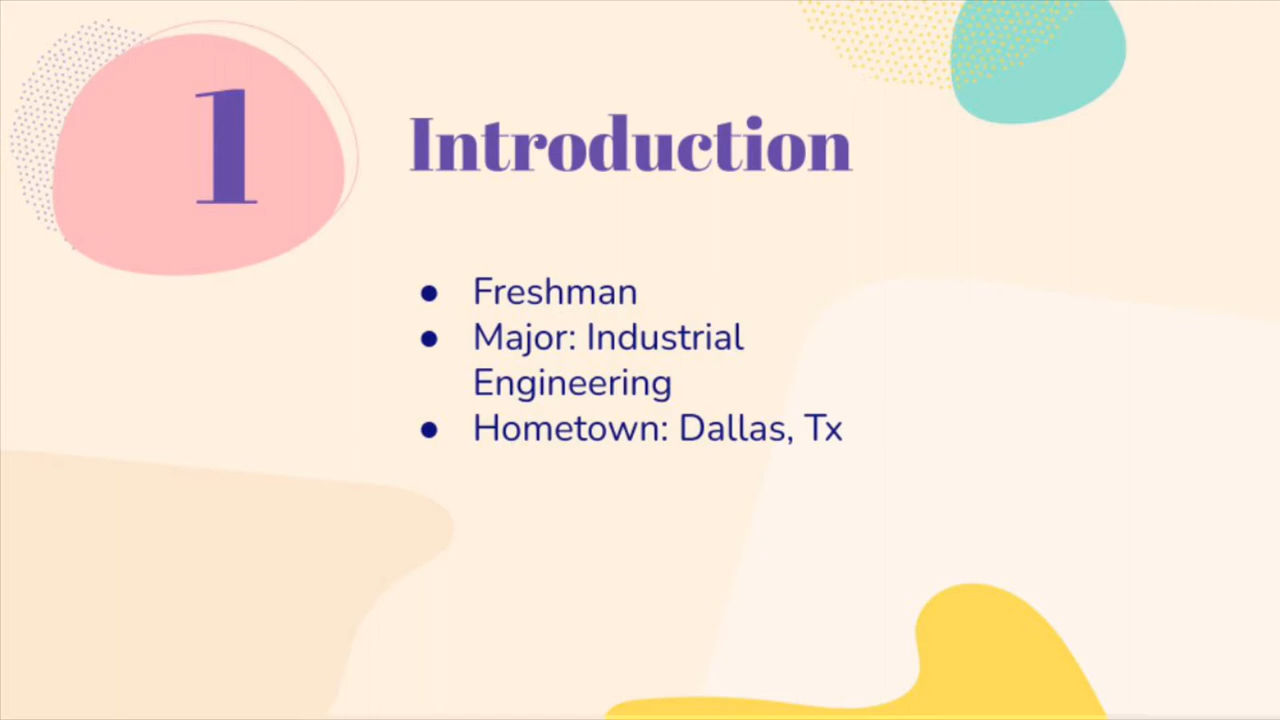 1
Introduction
● Freshman
● Major: Industrial
Engineering
● Hometown: Dallas, Tx